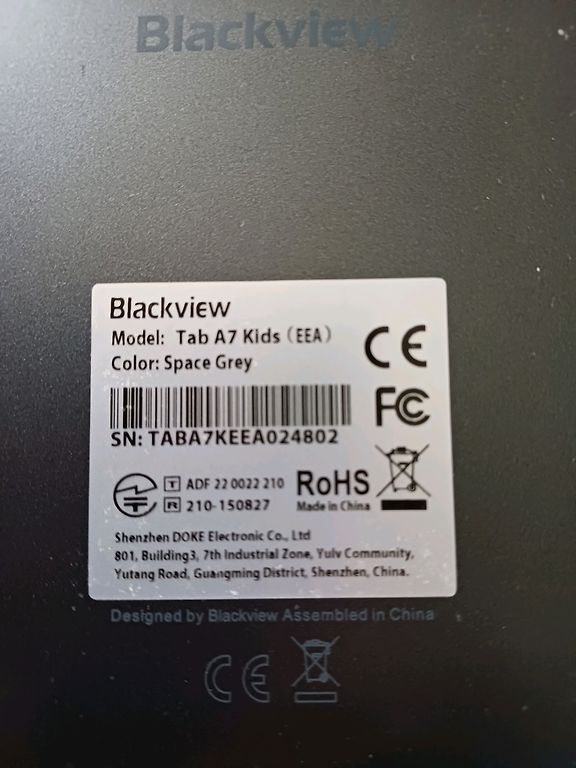 Blackview
Blackview
Model: Tab A7 Kids (EEA)
Color: Space Grey
CE
FC
SN: TABA7KEEA024802
T ADF 22 0022 210
R 210-150827
RoHS
Made in China
Shenzhen DOKE Electronic Co., Ltd
801, Building3, 7th Industrial Zone, Yulv Community,
Yutang Road, Guangming District, Shenzhen, China.
Designed by Blackview Assembled in China
CE